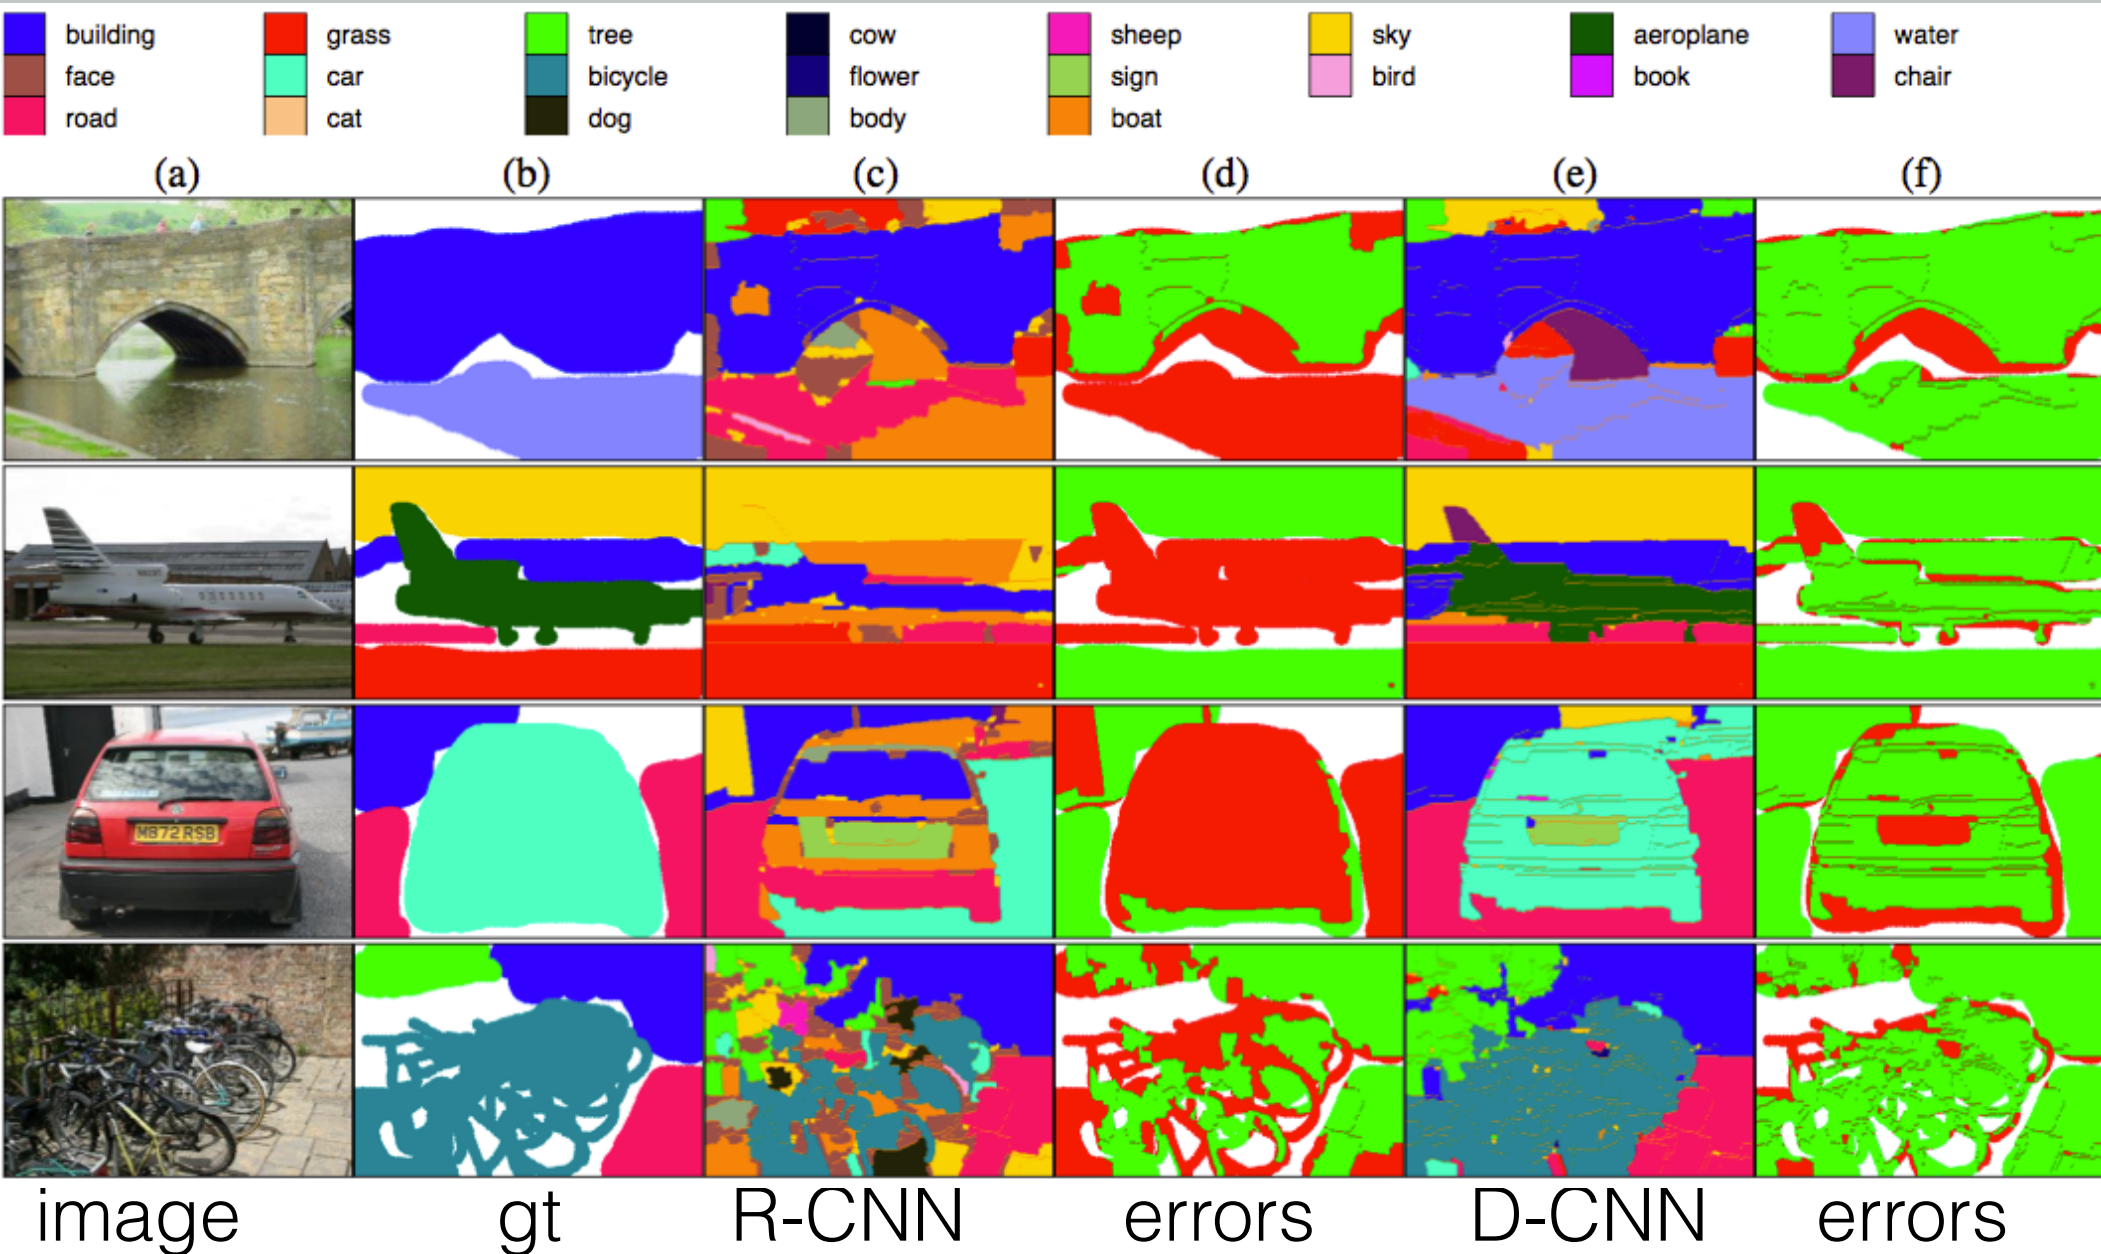 building grass tree cow sheep sky aeroplane water
face car bicycle flower sign bird book chair
road cat dog body boat
(a) (b) (c) (d) (e) (f)
M872 RSB
image gt R-CNN errors D-CNN errors